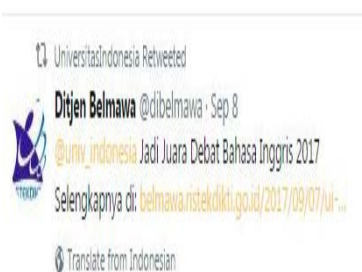 UniversitasIndonesia Retweeted
Ditjen Belmawa @dibelmawa · Sep 8
@univ_indonesia Jadi Juara Debat Bahasa Inggris 2017
Selengkapnya di: belmawa.ristekdikti.go.id/2017/09/07/ui-...
RISTEKDIKTI
Translate from Indonesian